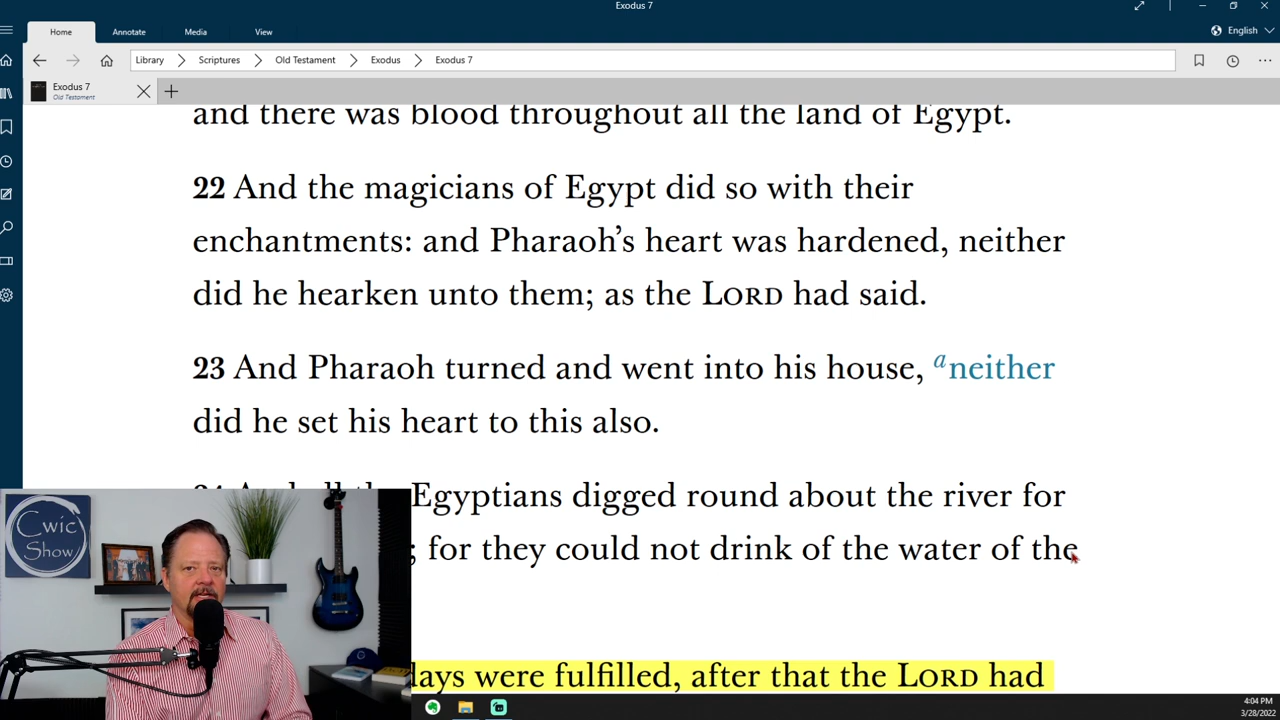 Exodus 7
Home Annotate Media View
English
Library Scriptures Old Testament Exodus Exodus 7
Exodus 7
Old Testament
and there was blood throughout all the land of Egypt.
22 And the magicians of Egypt did so with their
enchantments: and Pharaoh’s heart was hardened, neither
did he hearken unto them; as the LORD had said.
23 And Pharaoh turned and went into his house, a neither
did he set his heart to this also.
Egyptians digged round about the river for
; for they could not drink of the water of the
days were fulfilled, after that the LORD had
Cwic
Show
4:04 PM
3/28/2022